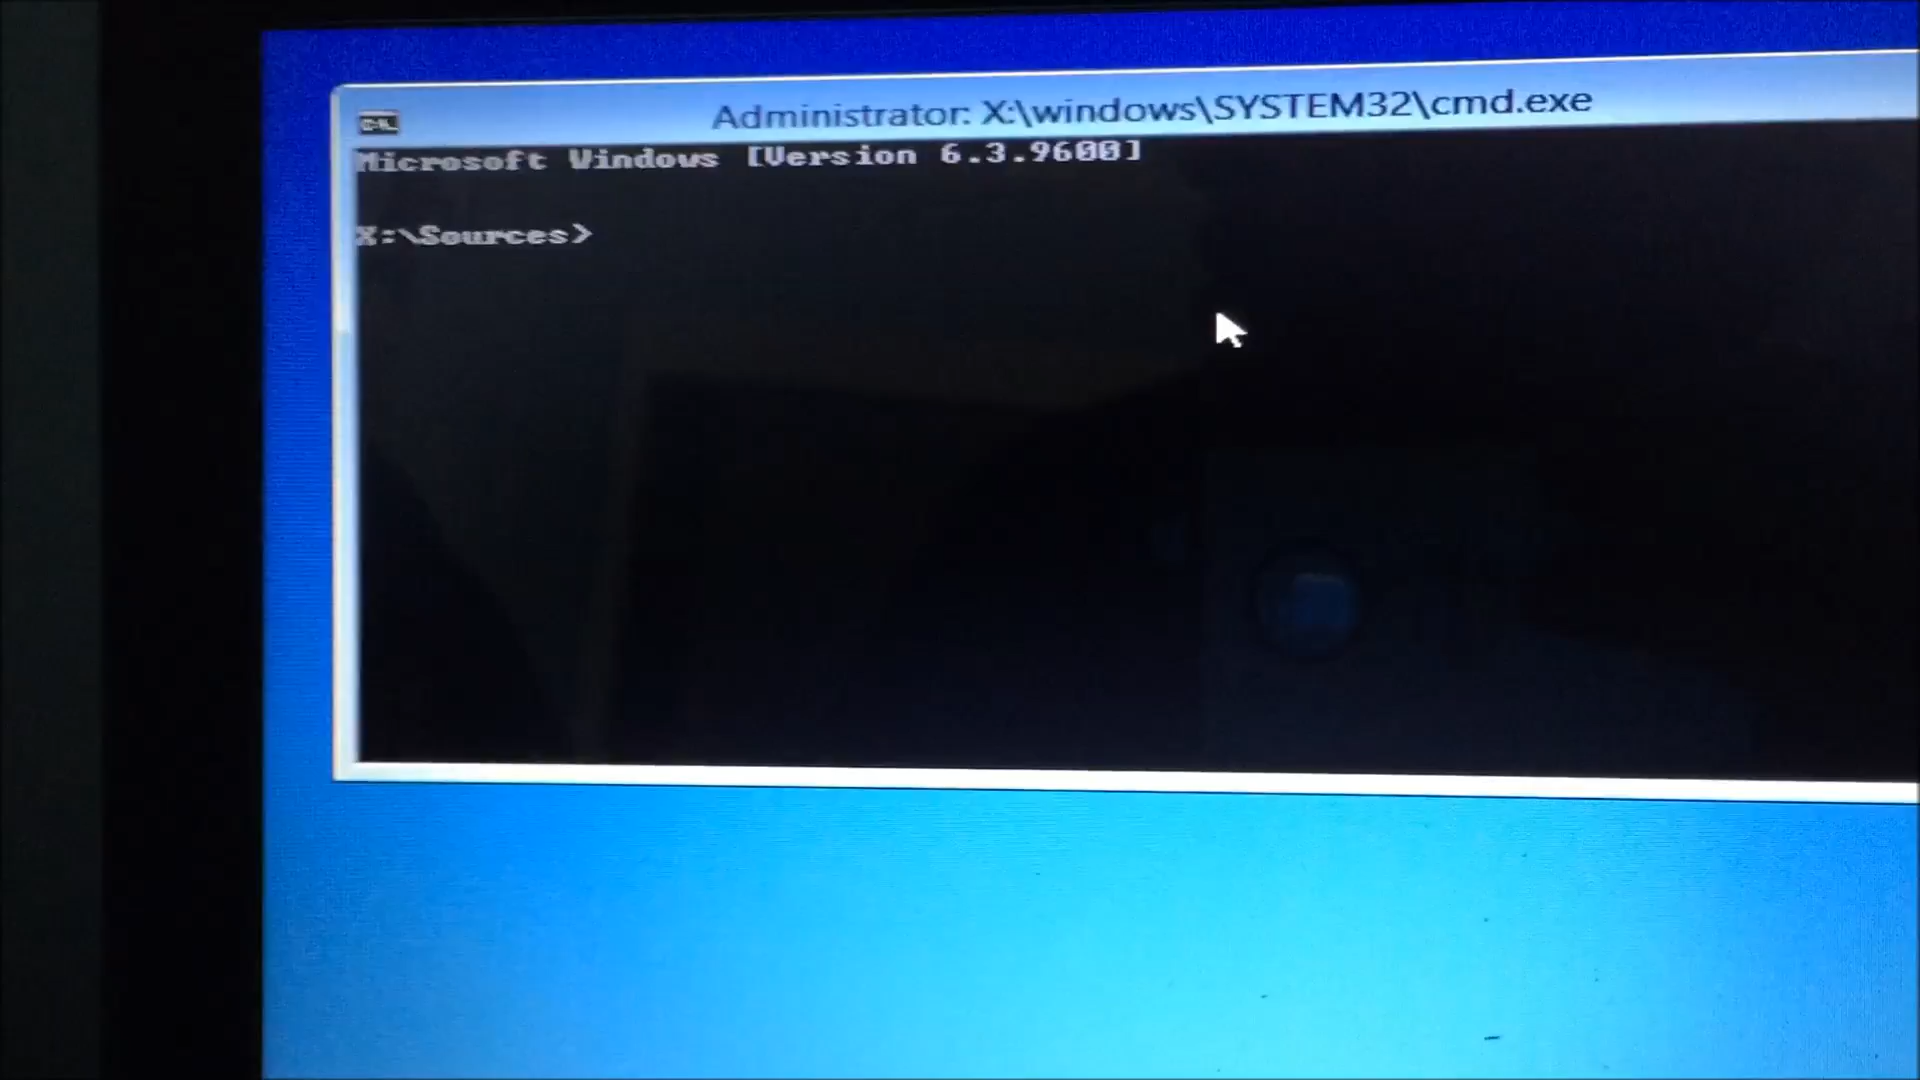 Administrator: X:\windows\SYSTEM32\cmd.exe
Microsoft Windows [Version 6.3.9600]
X:\Sources>